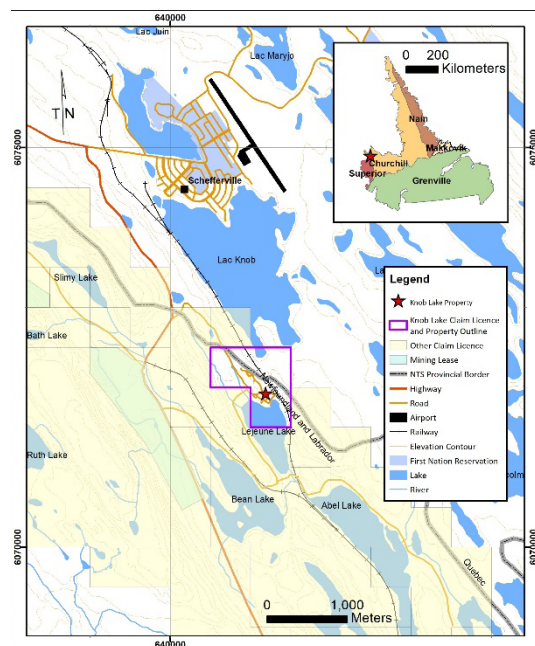 640000
Lac Juin
Lac Maryjo
0 200
Kilometers
Nain
Makkovik
Churchill
Superior
Grenville
TN
6075000
6075000
Schefferville
Lac Knob
Slimy Lake
Bath Lake
Ruth Lake
Newfoundland and Labrador
Lejeune Lake
Bean Lake
Abel Lake
Quebec
Legend
Knob Lake Property
Knob Lake Claim Licence
and Property Outline
Other Claim Licence
Mining Lease
NTS Provincial Border
Highway
Road
Airport
Railway
Elevation Contour
First Nation Reservation
Lake
River
6070000
6070000
0 1,000
Meters
640000